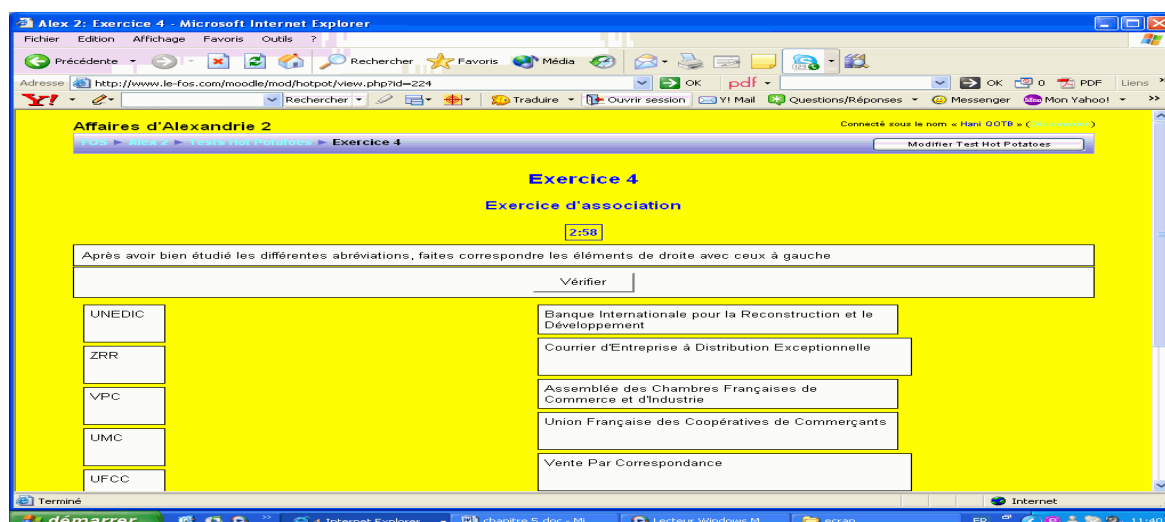 Alex 2: Exercice 4 - Microsoft Internet Explorer
Fichier Edition Affichage Favoris Outils ?
Précédente Rechercher Favoris Média
Adresse http://www.le-fos.com/moodle/mod/hotpot/view.php?id=224 OK pdf OK 0 PDF Liens »
Y! Rechercher Traduire Ouvrir session Y! Mail Questions/Réponses Messenger Mon Yahoo! »
Affaires d'Alexandrie 2
Connecté sous le nom « Hani QOTB » ( )
FOS ► Alex 2 ► Tests Hot Potatoes ► Exercice 4
Modifier Test Hot Potatoes
Exercice 4
Exercice d'association
2:58
Après avoir bien étudié les différentes abréviations, faites correspondre les éléments de droite avec ceux à gauche
Vérifier
UNEDIC
Banque Internationale pour la Reconstruction et le
Développement
ZRR
Courrier d'Entreprise à Distribution Exceptionnelle
VPC
Assemblée des Chambres Françaises de
Commerce et d'Industrie
UMC
Union Française des Coopératives de Commerçants
UFCC
Vente Par Correspondance
Terminé
Internet
démarrer » 4 Internet Explorer chapitre 5.doc - Mi... Lecteur Windows M... ecran FR 11:40